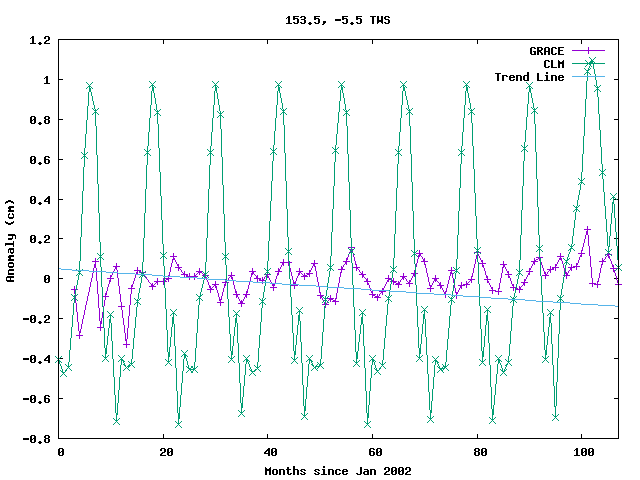 153.5, -5.5 TWS
GRACE
CLM
Trend Line
1.2
1
0.8
0.6
0.4
0.2
0
-0.2
-0.4
-0.6
-0.8
Anomaly (cm)
0 20 40 60 80 100
Months since Jan 2002